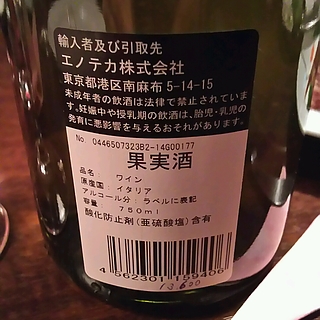 輸入者及び引取先
エノテカ株式会社
東京都港区南麻布5-14-15
未成年者の飲酒は法律で禁止されていま
す。妊娠中や授乳期の飲酒は、胎児・乳児の
発育に悪影響を与えるおそれがあります。
No 0446507323B2-14G00177
果実酒
品名: ワイン
原産国: イタリア
アルコール分: ラベルに表記
容量: 750ml
酸化防止剤(亜硫酸塩)含有
4562301159406
13,600